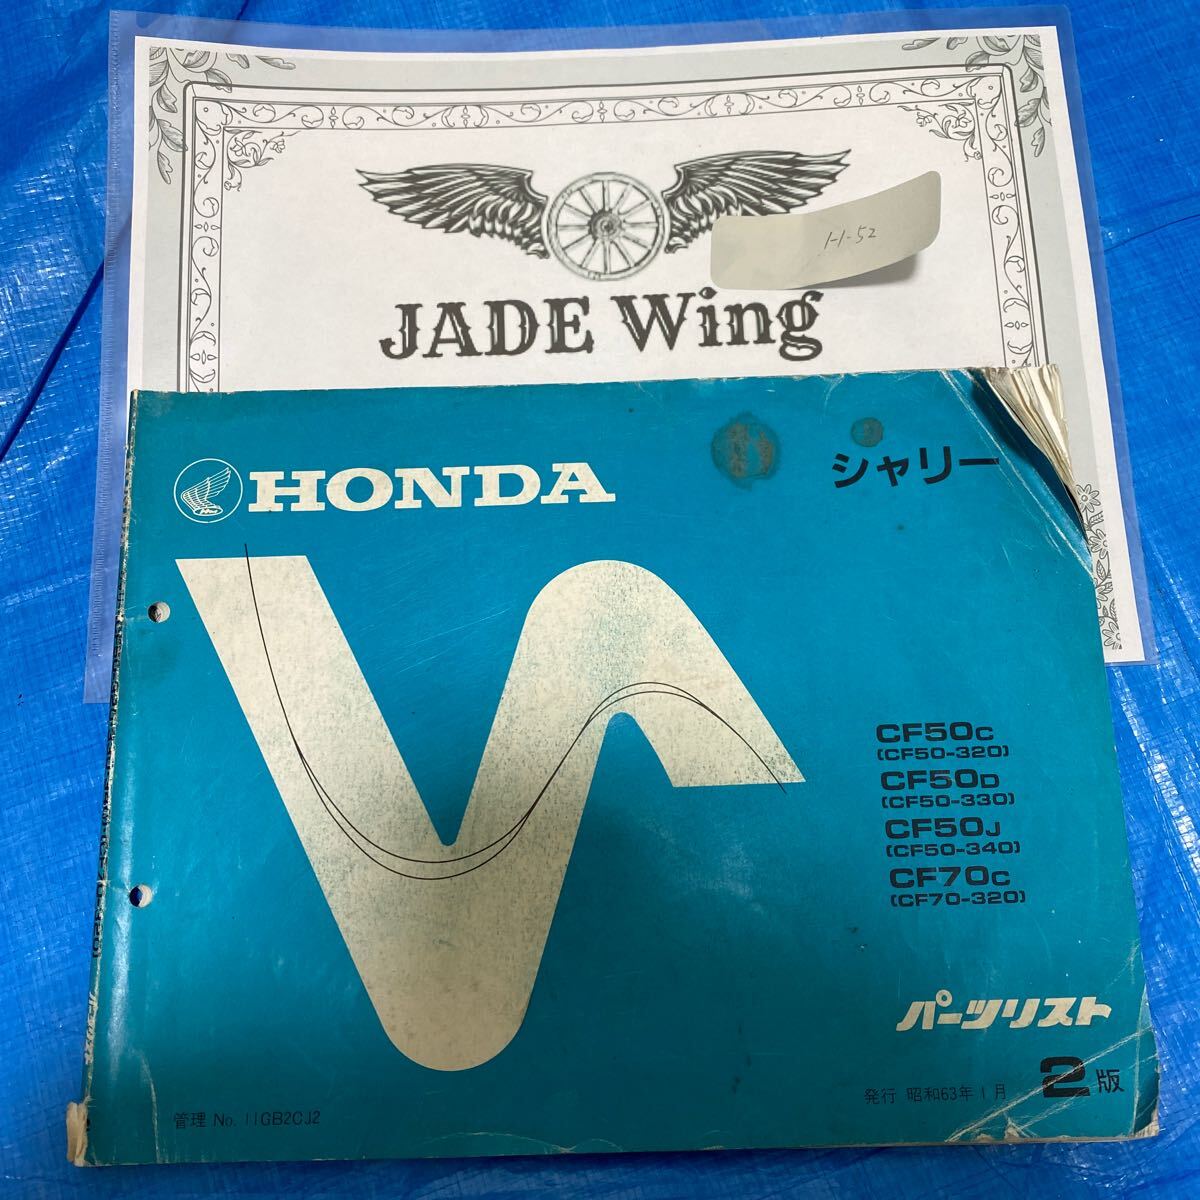 H-52
JADE Wing
HONDA
シャリー
CF50C
(CF50-320)
CF50D
(CF50-330)
CF50J
(CF50-340)
CF70C
(CF70-320)
パーツリスト
2版
発行 昭和63年1月
管理 No. 11GB2CJ2